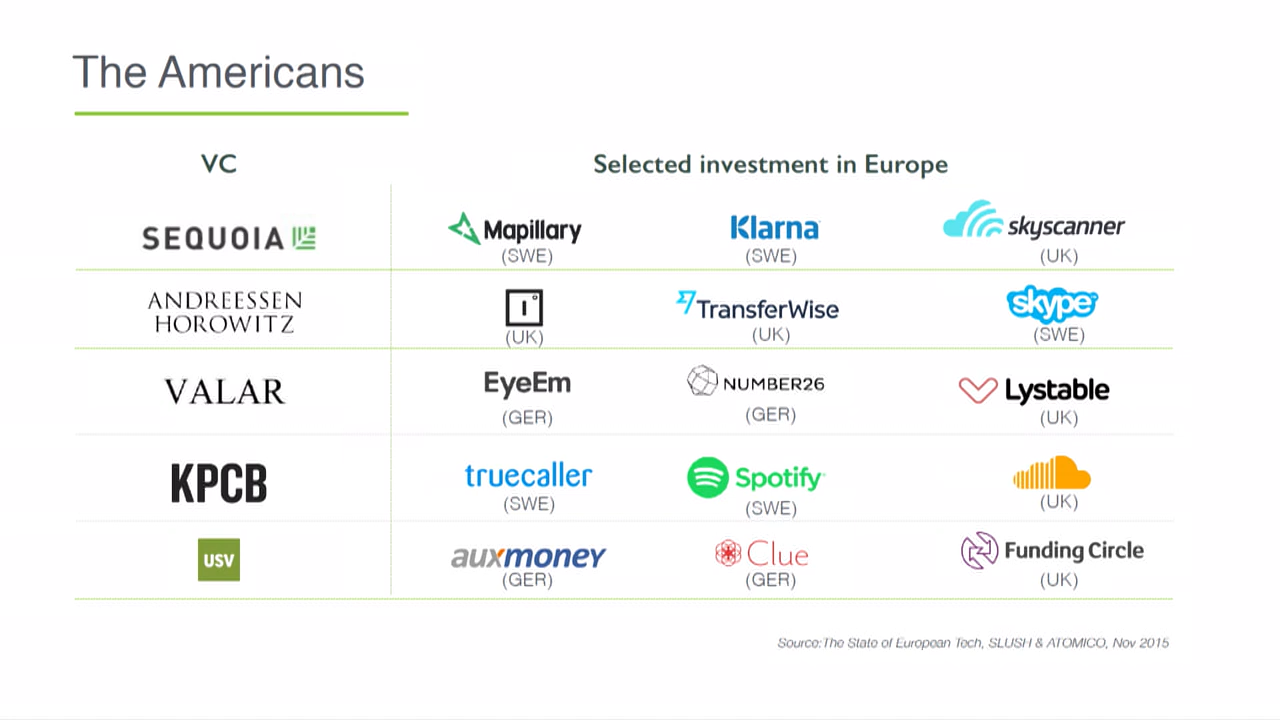 The Americans
VC
Selected investment in Europe
SEQUOIA
Mapillary
(SWE)
Klarna
(SWE)
skyscanner
(UK)
ANDREESSEN
HOROWITZ
I
(UK)
TransferWise
(UK)
skype
(SWE)
VALAR
EyeEm
(GER)
NUMBER26
(GER)
Lystable
(UK)
KPCB
truecaller
(SWE)
Spotify
(SWE)
(UK)
USV
auxmoney
(GER)
Clue
(GER)
Funding Circle
(UK)
Source:The State of European Tech, SLUSH & ATOMICO, Nov 2015